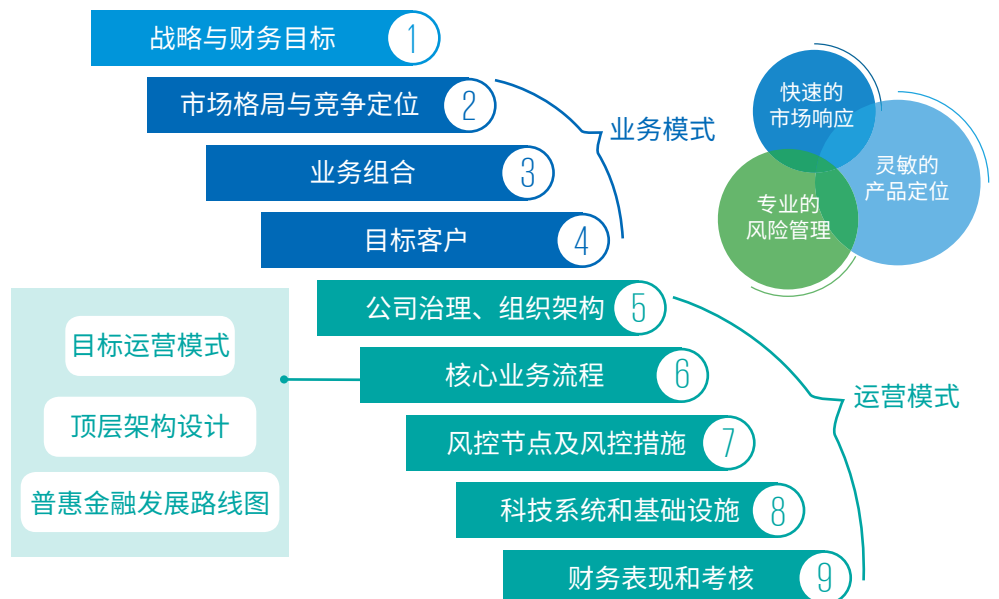 战略与财务目标
1
市场格局与竞争定位
2
业务组合
3
目标客户
4
业务模式
快速的
市场响应
灵敏的
产品定位
专业的
风险管理
公司治理、组织架构
5
核心业务流程
6
风控节点及风控措施
7
科技系统和基础设施
8
财务表现和考核
9
运营模式
目标运营模式
顶层架构设计
普惠金融发展路线图